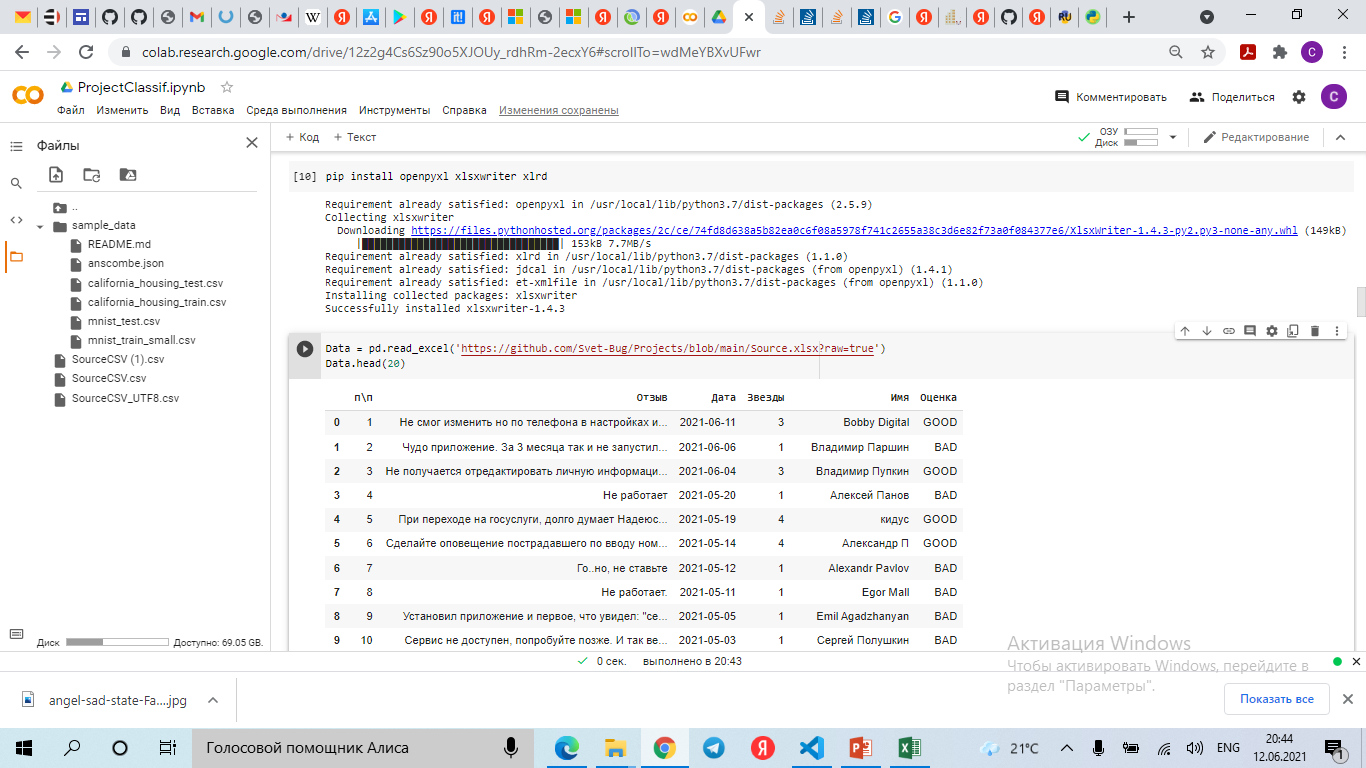 colab.research.google.com/drive/12z2g4Cs6Sz90o5XJOUy_rdhRm-2ecxY6#scrollTo=wdMeYBXvUFwr
C
ProjectClassif.ipynb
Файл Изменить Вид Вставка Среда выполнения Инструменты Справка Изменения сохранены
Комментировать Поделиться C
Файлы
+ Код + Текст
ОЗУ
Диск
Редактирование
..
sample_data
README.md
anscombe.json
california_housing_test.csv
california_housing_train.csv
mnist_test.csv
mnist_train_small.csv
SourceCSV (1).csv
SourceCSV.csv
SourceCSV_UTF8.csv
Диск Доступно: 69.05 GB.
[10] pip install openpyxl xlsxwriter xlrd
Requirement already satisfied: openpyxl in /usr/local/lib/python3.7/dist-packages (2.5.9)
Collecting xlsxwriter
Downloading https://files.pythonhosted.org/packages/2c/ce/74fd8d638a5b82ea0c6f08a5978f741c2655a38c3d6e82f73a0f084377e6/XlsxWriter-1.4.3-py2.py3-none-any.whl (149kB)
153kB 7.7MB/s
Requirement already satisfied: xlrd in /usr/local/lib/python3.7/dist-packages (1.1.0)
Requirement already satisfied: jdcal in /usr/local/lib/python3.7/dist-packages (from openpyxl) (1.4.1)
Requirement already satisfied: et-xmlfile in /usr/local/lib/python3.7/dist-packages (from openpyxl) (1.1.0)
Installing collected packages: xlsxwriter
Successfully installed xlsxwriter-1.4.3
Data = pd.read_excel('https://github.com/Svet-Bug/Projects/blob/main/Source.xlsx?raw=true')
Data.head(20)
п\п Отзыв Дата Звезды Имя Оценка
0 1 Не смог изменить но по телефона в настройках и... 2021-06-11 3 Bobby Digital GOOD
1 2 Чудо приложение. За 3 месяца так и не запустил... 2021-06-06 1 Владимир Паршин BAD
2 3 Не получается отредактировать личную информаци... 2021-06-04 3 Владимир Пупкин GOOD
3 4 Не работает 2021-05-20 1 Алексей Панов BAD
4 5 При переходе на госуслуги, долго думает Надеюс... 2021-05-19 4 кидус GOOD
5 6 Сделайте оповещение пострадавшего по вводу ном... 2021-05-14 4 Александр П GOOD
6 7 Го..но, не ставьте 2021-05-12 1 Alexandr Pavlov BAD
7 8 Не работает. 2021-05-11 1 Egor Mall BAD
8 9 Установил приложение и первое, что увидел: "се... 2021-05-05 1 Emil Agadzhanyan BAD
9 10 Сервис не доступен, попробуйте позже. И так ве... 2021-05-03 1 Сергей Полушкин BAD
Активация Windows
Чтобы активировать Windows, перейдите в
раздел "Параметры".
0 сек. выполнено в 20:43
angel-sad-state-Fa....jpg
Показать все
Голосовой помощник Алиса
21°C
ENG
20:44
12.06.2021
1